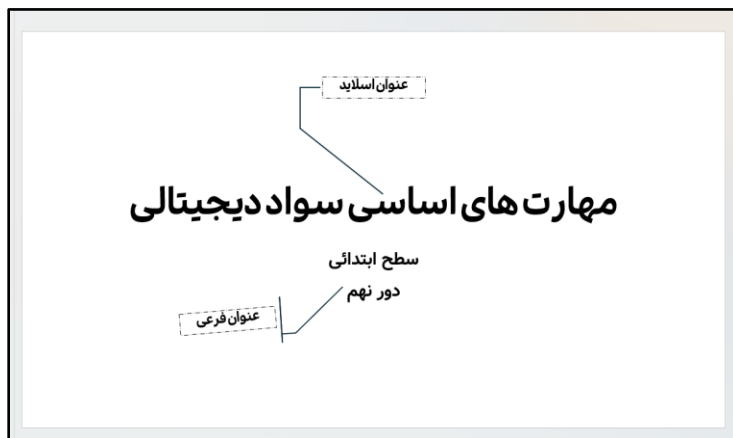 عنوان اسلاید
مهارت های اساسی سواد دیجیتالی
سطح ابتدائی
دور نهم
عنوان فرعی